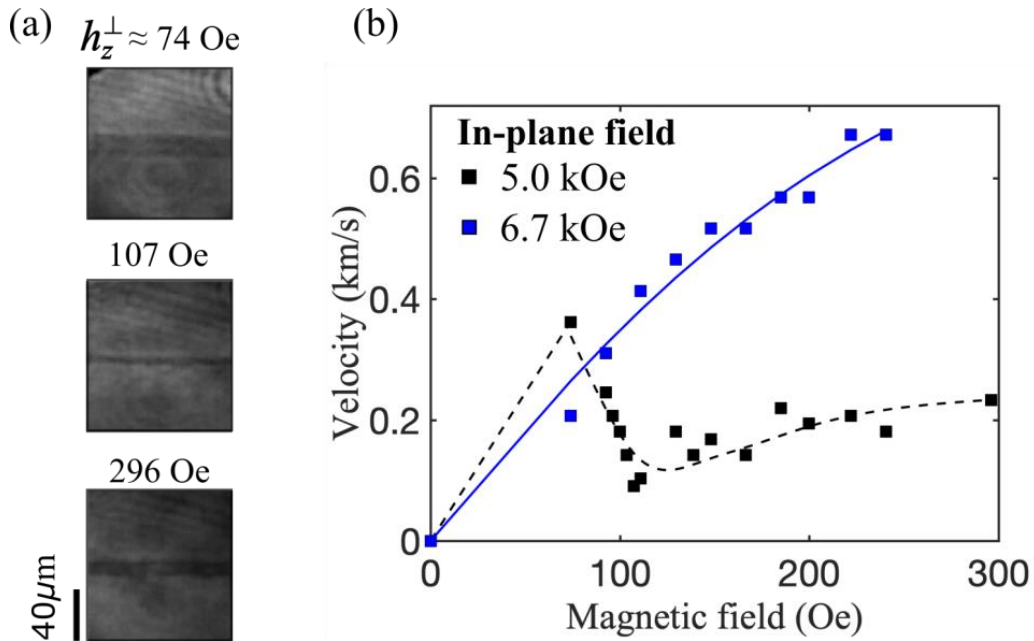 (a)
h_z^⊥ ≈ 74 Oe
107 Oe
296 Oe
40μm
(b)
In-plane field
5.0 kOe
6.7 kOe
Velocity (km/s)
0.6
0.4
0.2
0
0
100
200
300
Magnetic field (Oe)